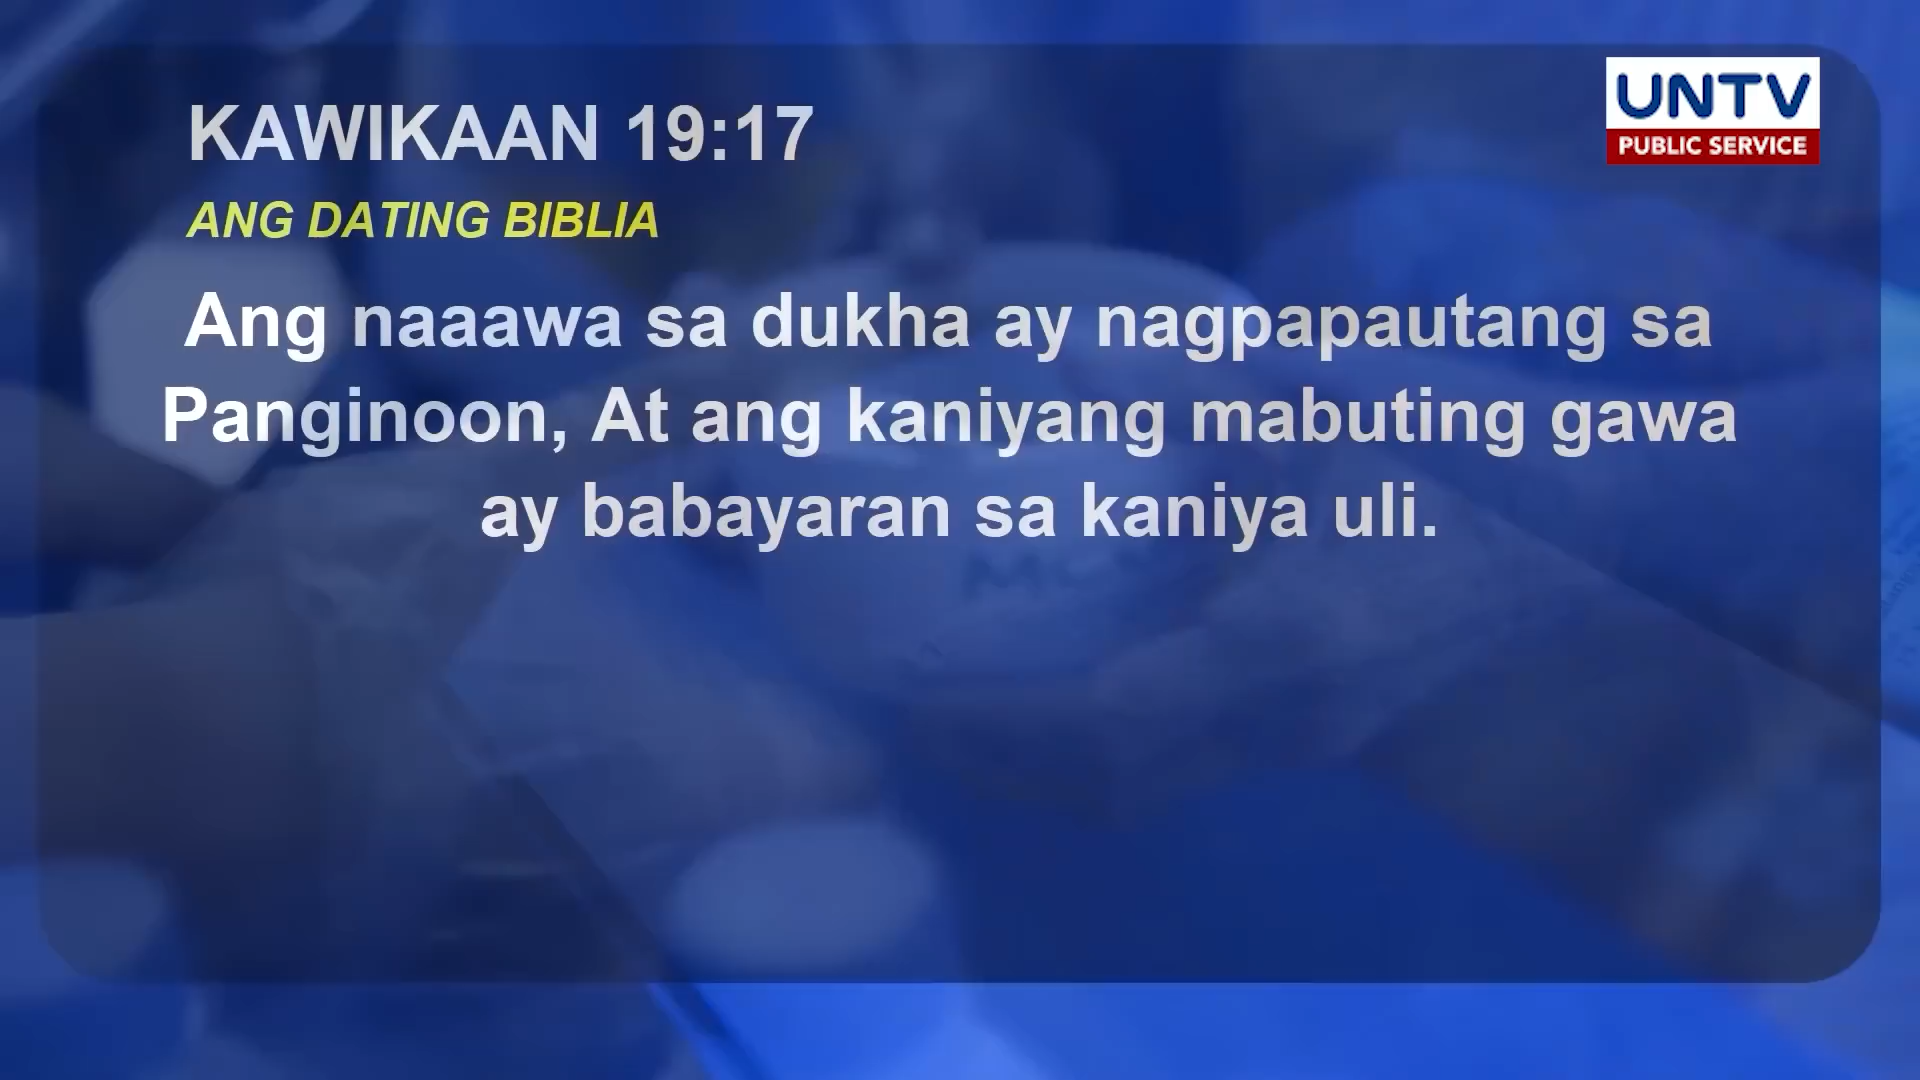 UNTV
PUBLIC SERVICE
KAWIKAAN 19:17
ANG DATING BIBLIA
Ang naaawa sa dukha ay nagpapautang sa
Panginoon, At ang kaniyang mabuting gawa
ay babayaran sa kaniya uli.